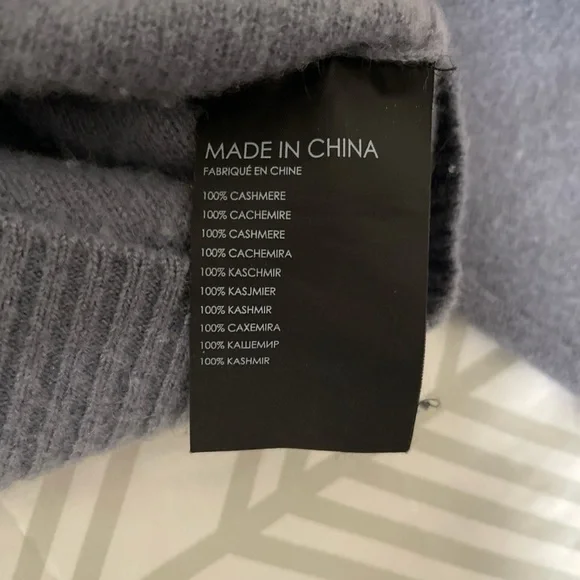 MADE IN CHINA
FABRIQUÉ EN CHINE
100% CASHMERE
100% CACHEMIRE
100% CASHMERE
100% CACHEMIRA
100% KASCHMIR
100% KASJMIER
100% KASHMIR
100% CAXEMIRA
100% КАШЕМИР
100% KASHMIR